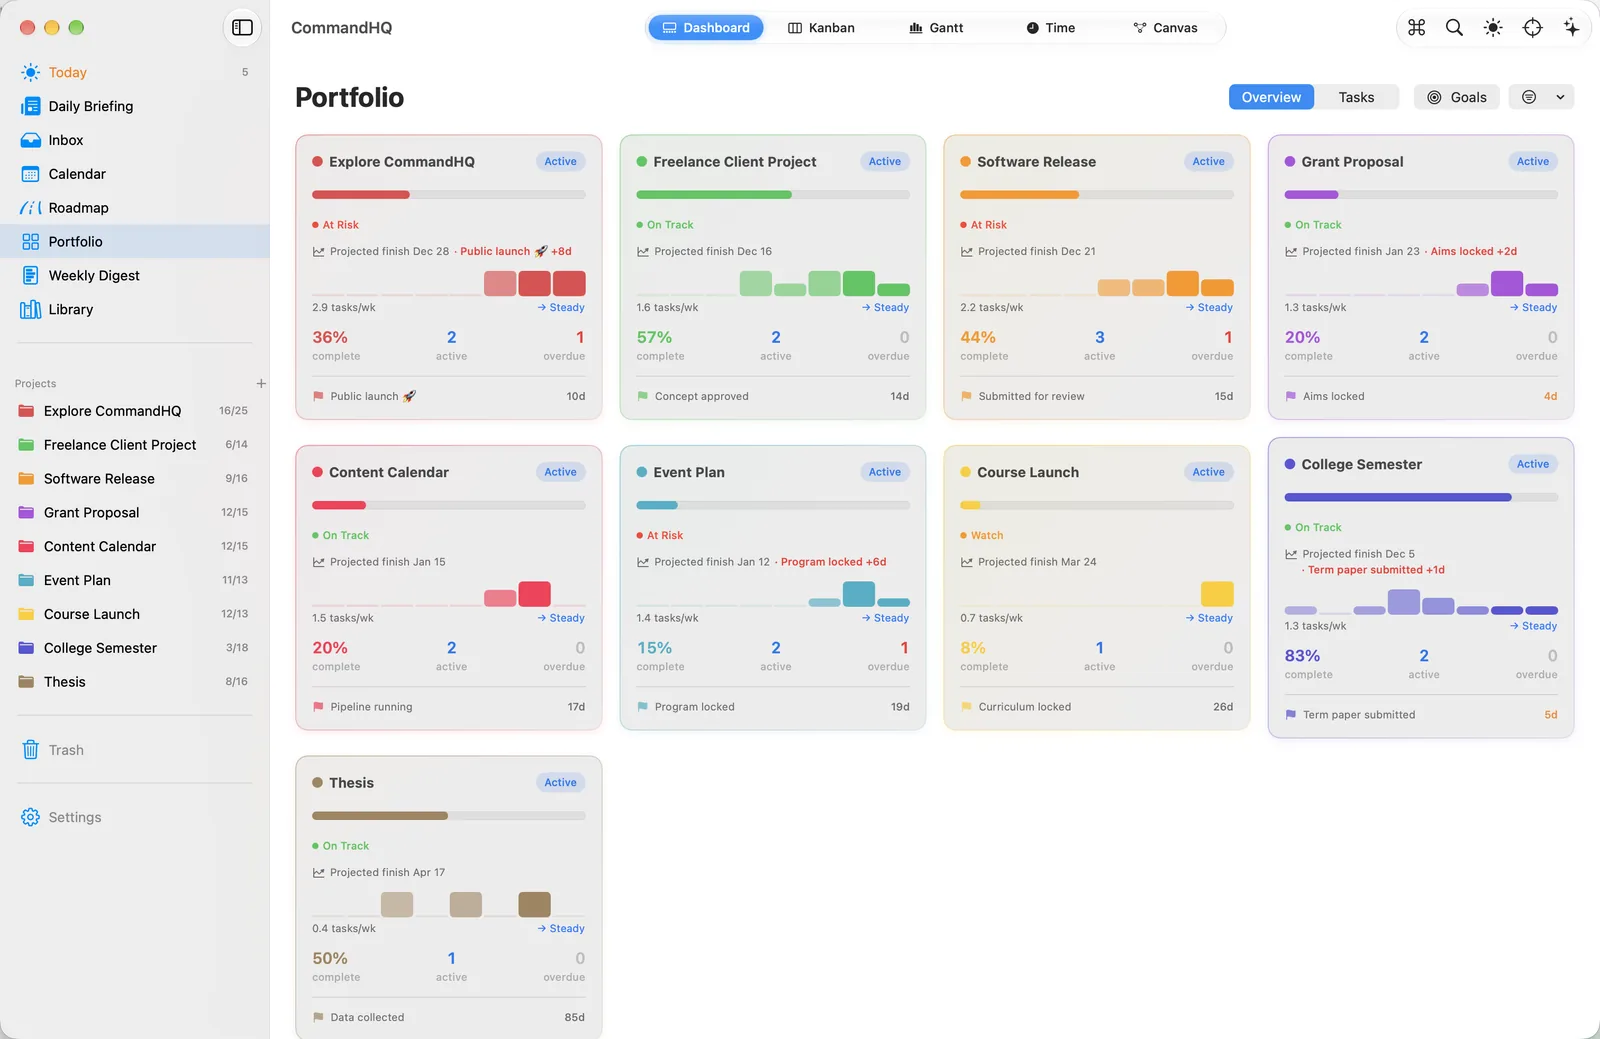 CommandHQ
Dashboard
Kanban
Gantt
Time
Canvas
Today 5
Daily Briefing
Inbox
Calendar
Roadmap
Portfolio
Weekly Digest
Library
Projects +
Explore CommandHQ 16/25
Freelance Client Project 6/14
Software Release 9/16
Grant Proposal 12/15
Content Calendar 12/15
Event Plan 11/13
Course Launch 12/13
College Semester 3/18
Thesis 8/16
Trash
Settings
Portfolio
Overview
Tasks
Goals
Explore CommandHQ Active
At Risk
Projected finish Dec 28 · Public launch 🚀 +8d
2.9 tasks/wk → Steady
36% 2 1
complete active overdue
Public launch 🚀 10d
Freelance Client Project Active
On Track
Projected finish Dec 16
1.6 tasks/wk → Steady
57% 2 0
complete active overdue
Concept approved 14d
Software Release Active
At Risk
Projected finish Dec 21
2.2 tasks/wk → Steady
44% 3 1
complete active overdue
Submitted for review 15d
Grant Proposal Active
On Track
Projected finish Jan 23 · Aims locked +2d
1.3 tasks/wk → Steady
20% 2 0
complete active overdue
Aims locked 4d
Content Calendar Active
On Track
Projected finish Jan 15
1.5 tasks/wk → Steady
20% 2 0
complete active overdue
Pipeline running 17d
Event Plan Active
At Risk
Projected finish Jan 12 · Program locked +6d
1.4 tasks/wk → Steady
15% 2 1
complete active overdue
Program locked 19d
Course Launch Active
Watch
Projected finish Mar 24
0.7 tasks/wk → Steady
8% 1 0
complete active overdue
Curriculum locked 26d
College Semester Active
On Track
Projected finish Dec 5
· Term paper submitted +1d
1.3 tasks/wk → Steady
83% 2 0
complete active overdue
Term paper submitted 5d
Thesis Active
On Track
Projected finish Apr 17
0.4 tasks/wk → Steady
50% 1 0
complete active overdue
Data collected 85d